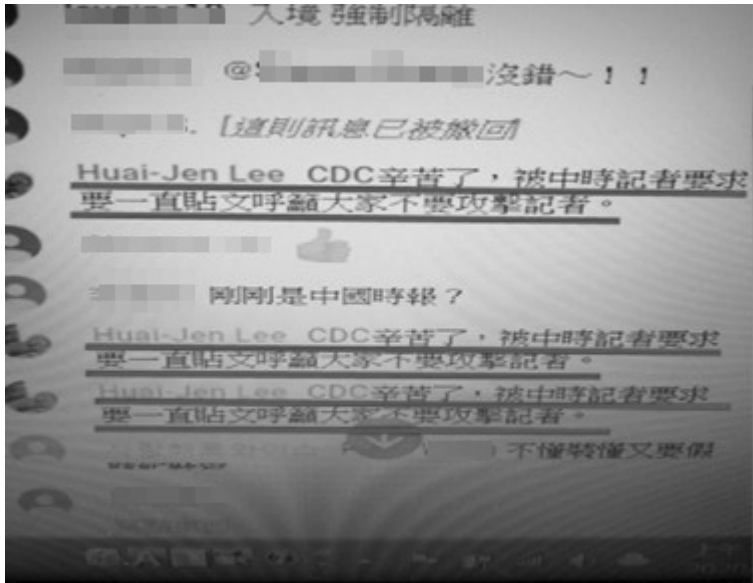 入境 強制隔離
@ 沒錯～！！
[這則訊息已被撤回]
Huai-Jen Lee CDC辛苦了，被中時記者要求
要一直貼文呼籲大家不要攻擊記者。
剛剛是中國時報？
Huai-Jen Lee CDC辛苦了，被中時記者要求
要一直貼文呼籲大家不要攻擊記者。
Huai-Jen Lee CDC辛苦了，被中時記者要求
要一直貼文呼籲大家不要攻擊記者。
不懂裝懂又要假